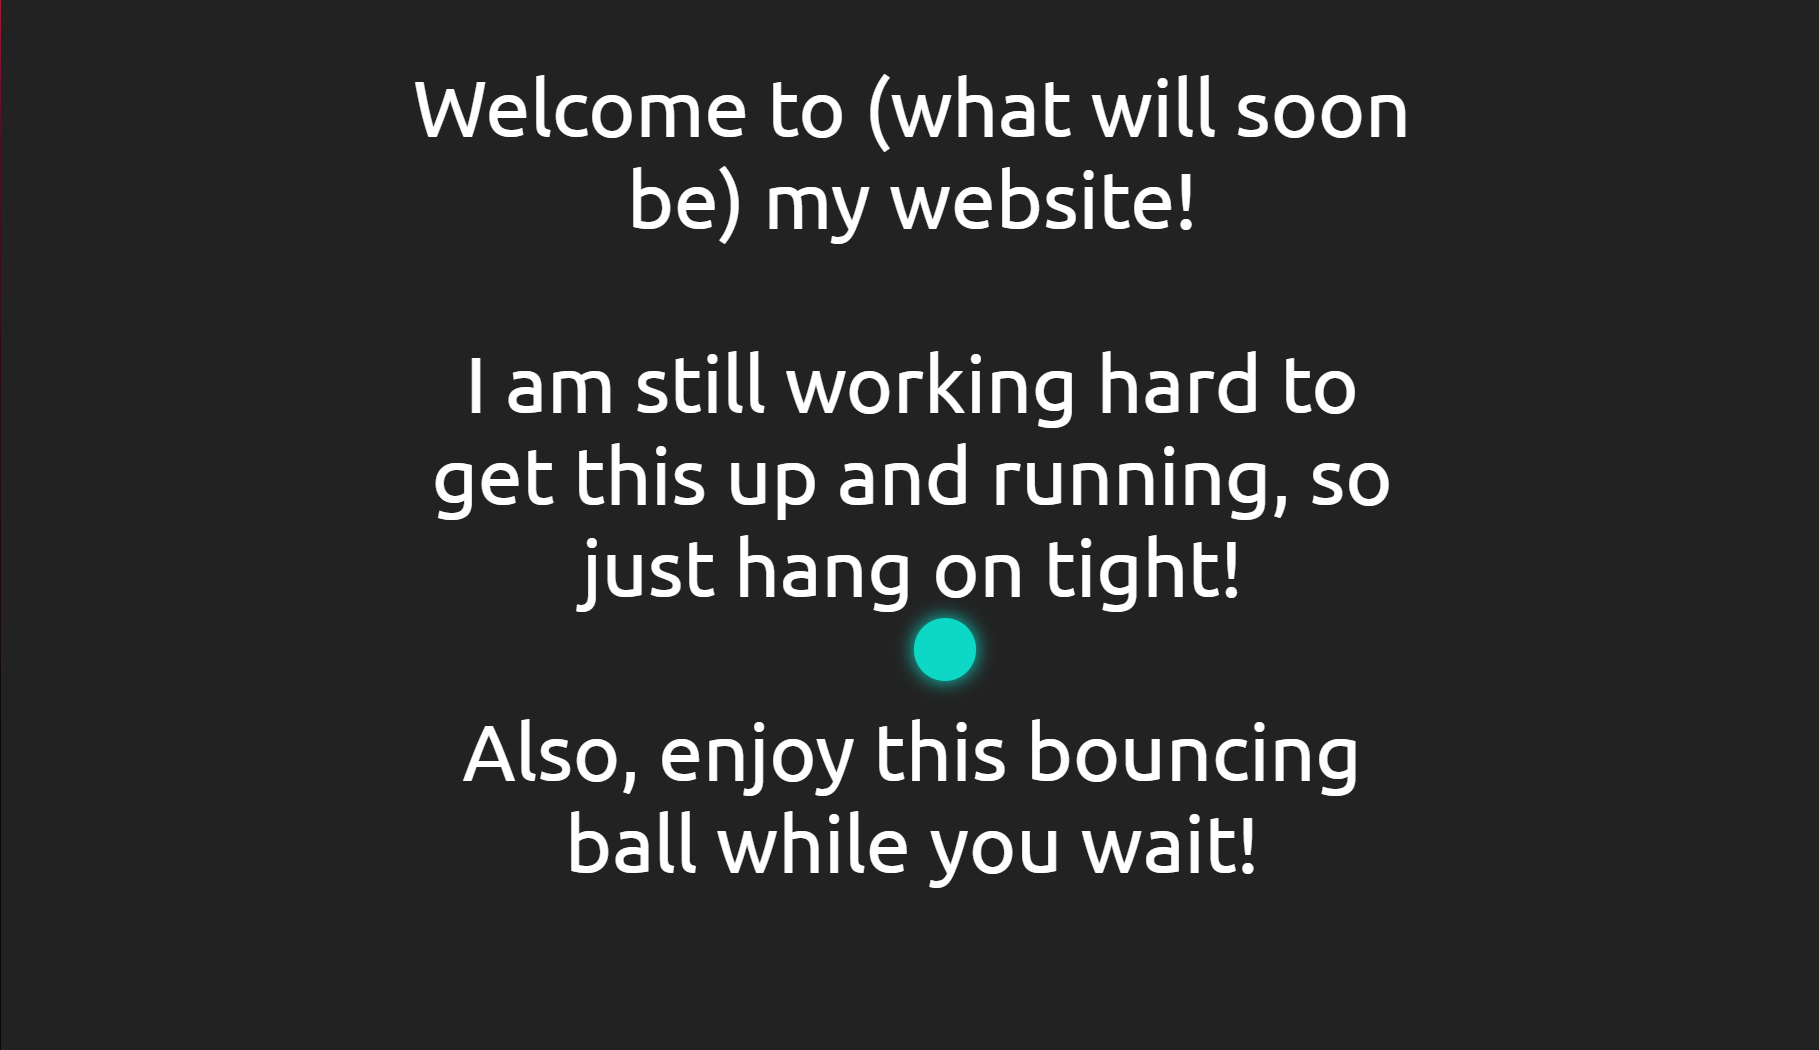 Welcome to (what will soon
be) my website!
I am still working hard to
get this up and running, so
just hang on tight!
Also, enjoy this bouncing
ball while you wait!